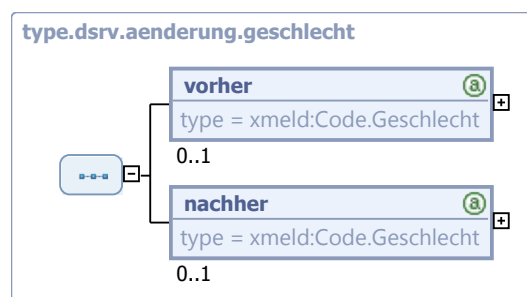 type.dsrv.aenderung.geschlecht
vorher
type = xmeld:Code.Geschlecht
0..1
nachher
type = xmeld:Code.Geschlecht
0..1